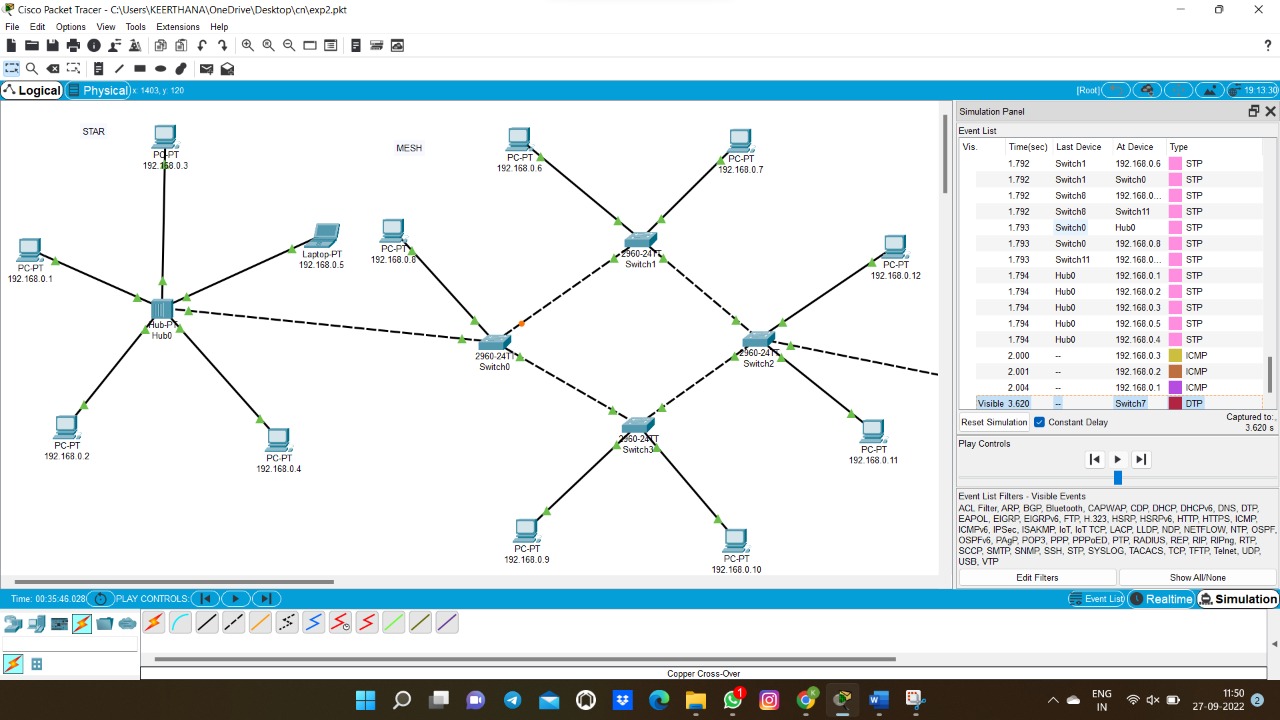 Cisco Packet Tracer - C:\Users\KEERTHANA\OneDrive\Desktop\cn\exp2.pkt
File Edit Options View Tools Extensions Help
?
Logical Physical x: 1403, y: 120 [Root] 19:13:30
STAR
PC-PT
192.168.0.3
PC-PT
192.168.0.1
Laptop-PT
192.168.0.5
Hub-PT
Hub0
PC-PT
192.168.0.2
PC-PT
192.168.0.4
MESH
PC-PT
192.168.0.6
PC-PT
192.168.0.7
PC-PT
192.168.0.8
2960-24TT
Switch1
PC-PT
192.168.0.12
2960-24TT
Switch0
2960-24TT
Switch2
2960-24TT
Switch3
PC-PT
192.168.0.11
PC-PT
192.168.0.9
PC-PT
192.168.0.10
Simulation Panel
Event List
Vis. Time(sec) Last Device At Device Type
1.792 Switch1 192.168.0.6 STP
1.792 Switch1 Switch0 STP
1.792 Switch8 192.168.0... STP
1.792 Switch8 Switch11 STP
1.793 Switch0 Hub0 STP
1.793 Switch0 192.168.0.8 STP
1.793 Switch11 192.168.0... STP
1.794 Hub0 192.168.0.1 STP
1.794 Hub0 192.168.0.2 STP
1.794 Hub0 192.168.0.3 STP
1.794 Hub0 192.168.0.5 STP
1.794 Hub0 192.168.0.4 STP
2.000 -- 192.168.0.3 ICMP
2.001 -- 192.168.0.2 ICMP
2.004 -- 192.168.0.1 ICMP
Visible 3.620 -- Switch7 DTP
Reset Simulation Constant Delay Captured to:
3.620 s
Play Controls
Event List Filters - Visible Events
ACL Filter, ARP, BGP, Bluetooth, CAPWAP, CDP, DHCP, DHCPv6, DNS, DTP,
EAPOL, EIGRP, EIGRPv6, FTP, H.323, HSRP, HSRPv6, HTTP, HTTPS, ICMP,
ICMPv6, IPSec, ISAKMP, IoT, IoT TCP, LACP, LLDP, NDP, NETFLOW, NTP, OSPF,
OSPFv6, PAgP, POP3, PPP, PPPoED, PTP, RADIUS, REP, RIP, RIPng, RTP,
SCCP, SMTP, SNMP, SSH, STP, SYSLOG, TACACS, TCP, TFTP, Telnet, UDP,
USB, VTP
Edit Filters Show All/None
Time: 00:35:46.028 PLAY CONTROLS: Event List Realtime Simulation
Copper Cross-Over
1
K
ENG
IN
11:50
27-09-2022
2